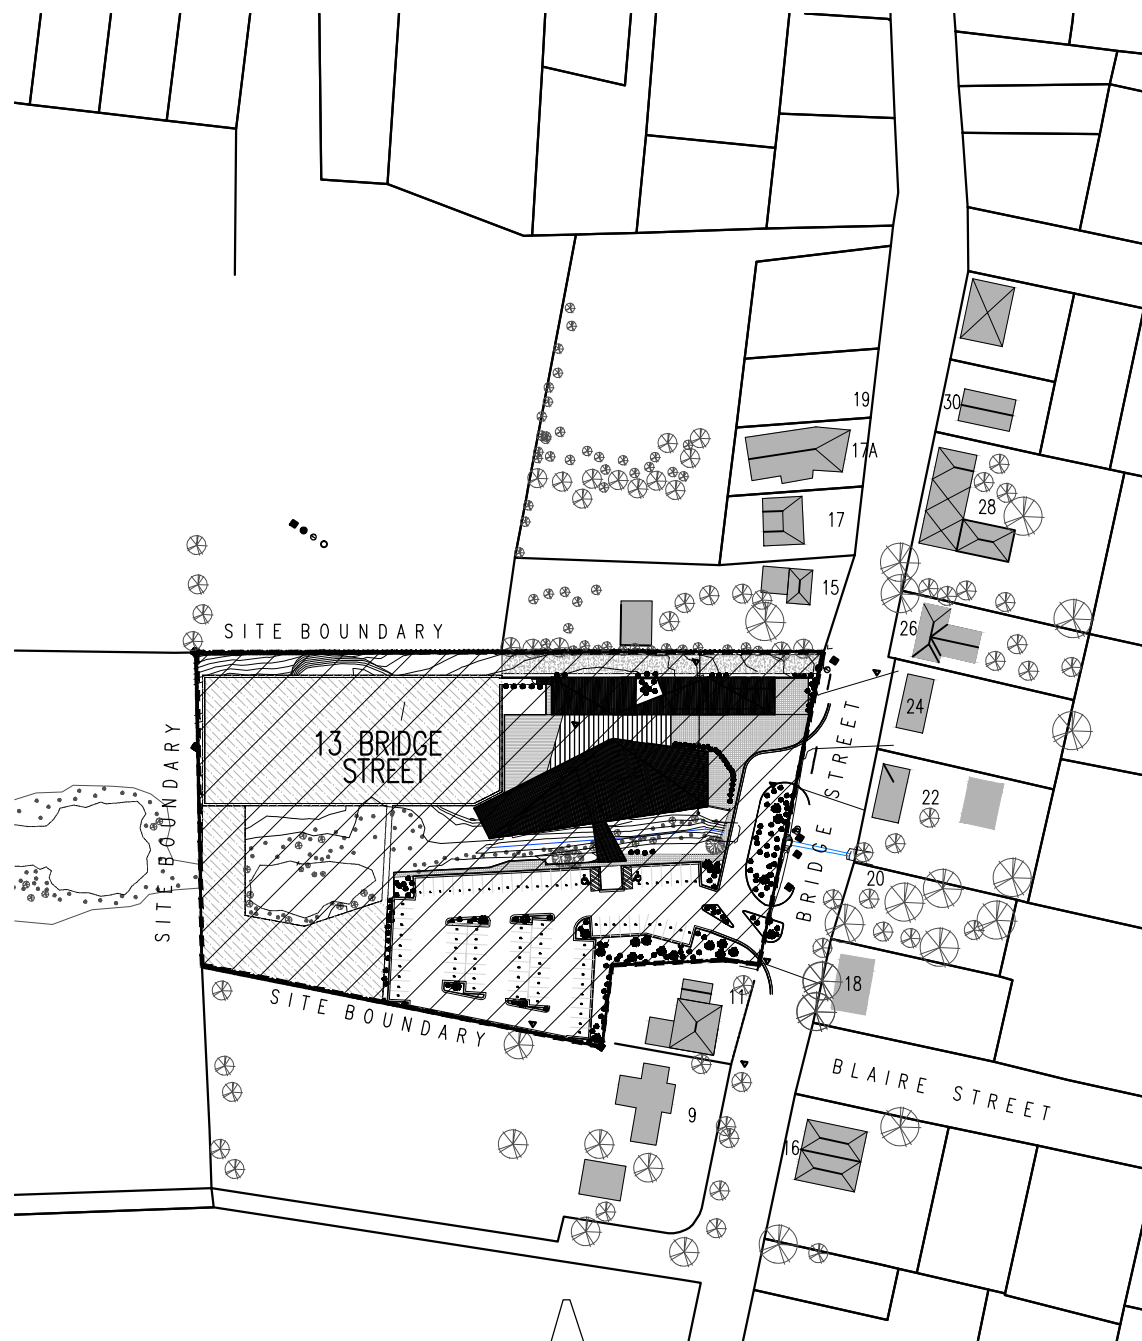 19
30
17A
28
17
15
26
SITE BOUNDARY
24
SITE BOUNDARY
13 BRIDGE
STREET
BRIDGE STREET
22
20
18
11
SITE BOUNDARY
BLAIRE STREET
9
16